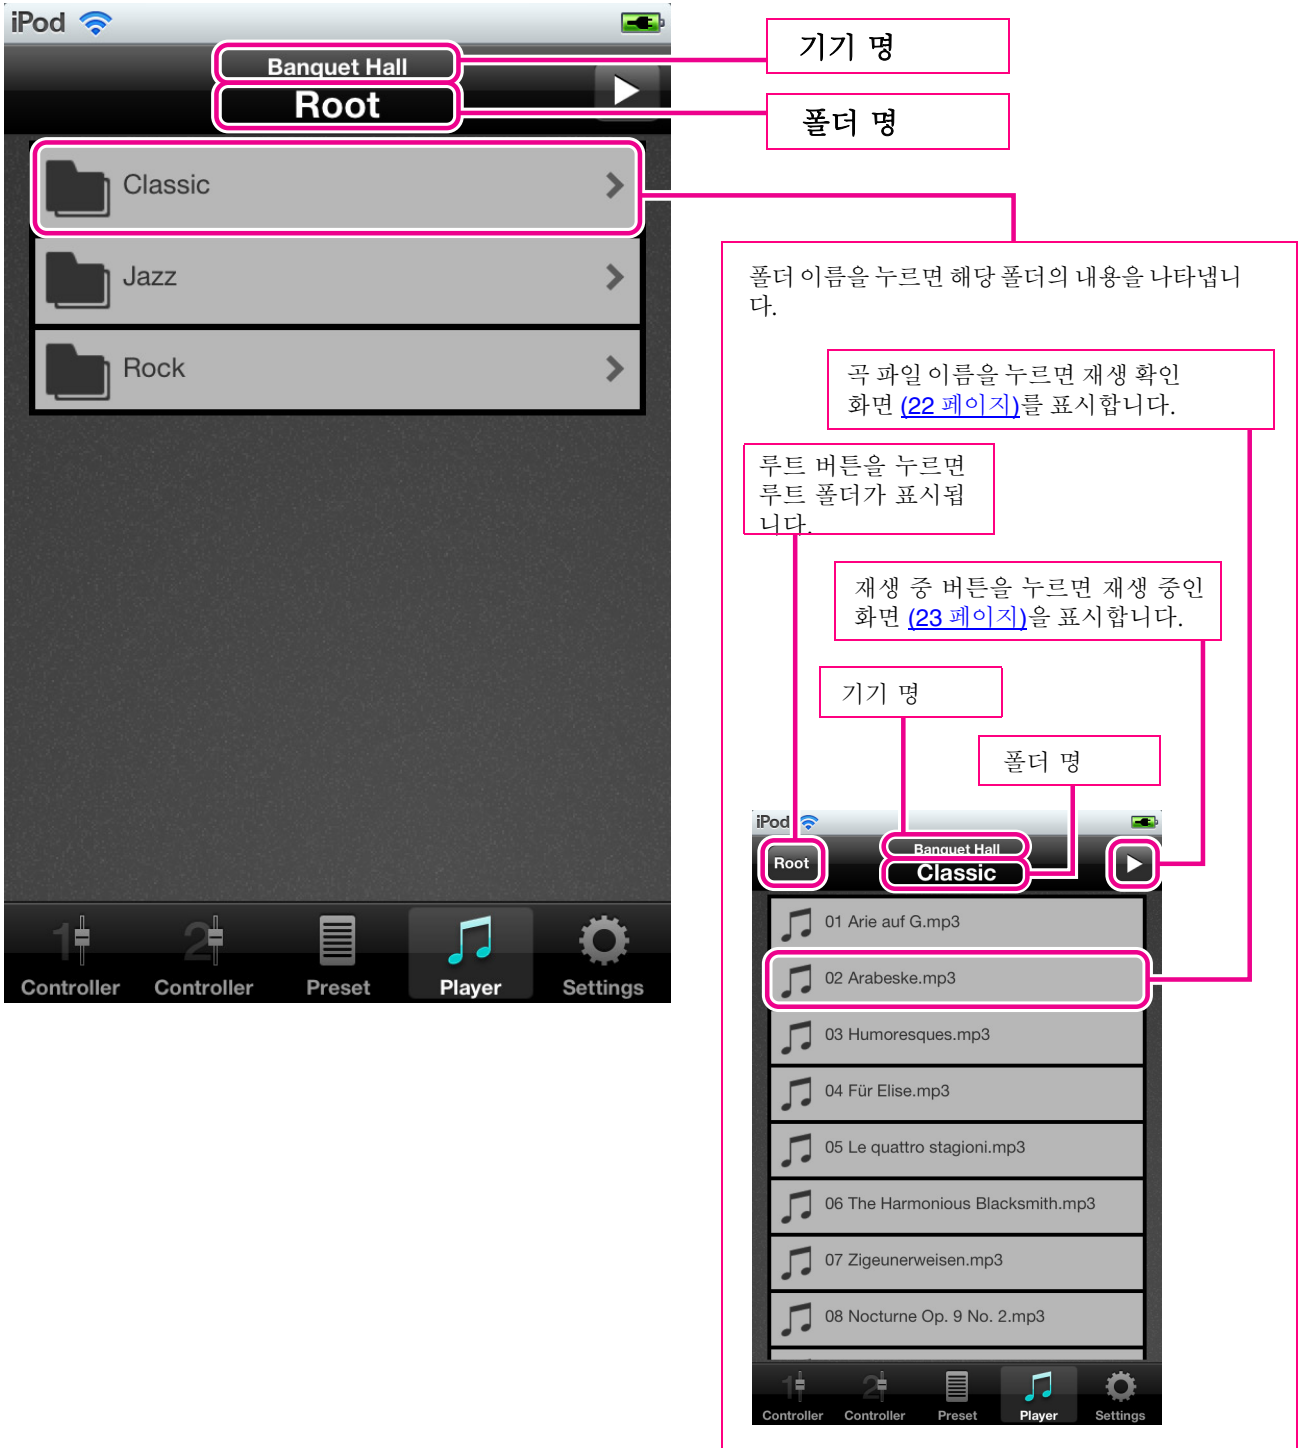 iPod
Banquet Hall
Root
기기 명
폴더 명
Classic
Jazz
Rock
Controller
Controller
Preset
Player
Settings
폴더 이름을 누르면 해당 폴더의 내용을 나타냅니
다.
곡 파일 이름을 누르면 재생 확인
화면 (22 페이지)를 표시합니다.
루트 버튼을 누르면
루트 폴더가 표시됩
니다.
재생 중 버튼을 누르면 재생 중인
화면 (23 페이지)을 표시합니다.
기기 명
폴더 명
iPod
Root
Banquet Hall
Classic
01 Arie auf G.mp3
02 Arabeske.mp3
03 Humoresques.mp3
04 Für Elise.mp3
05 Le quattro stagioni.mp3
06 The Harmonious Blacksmith.mp3
07 Zigeunerweisen.mp3
08 Nocturne Op. 9 No. 2.mp3
1
2
Controller
Controller
Preset
Player
Settings